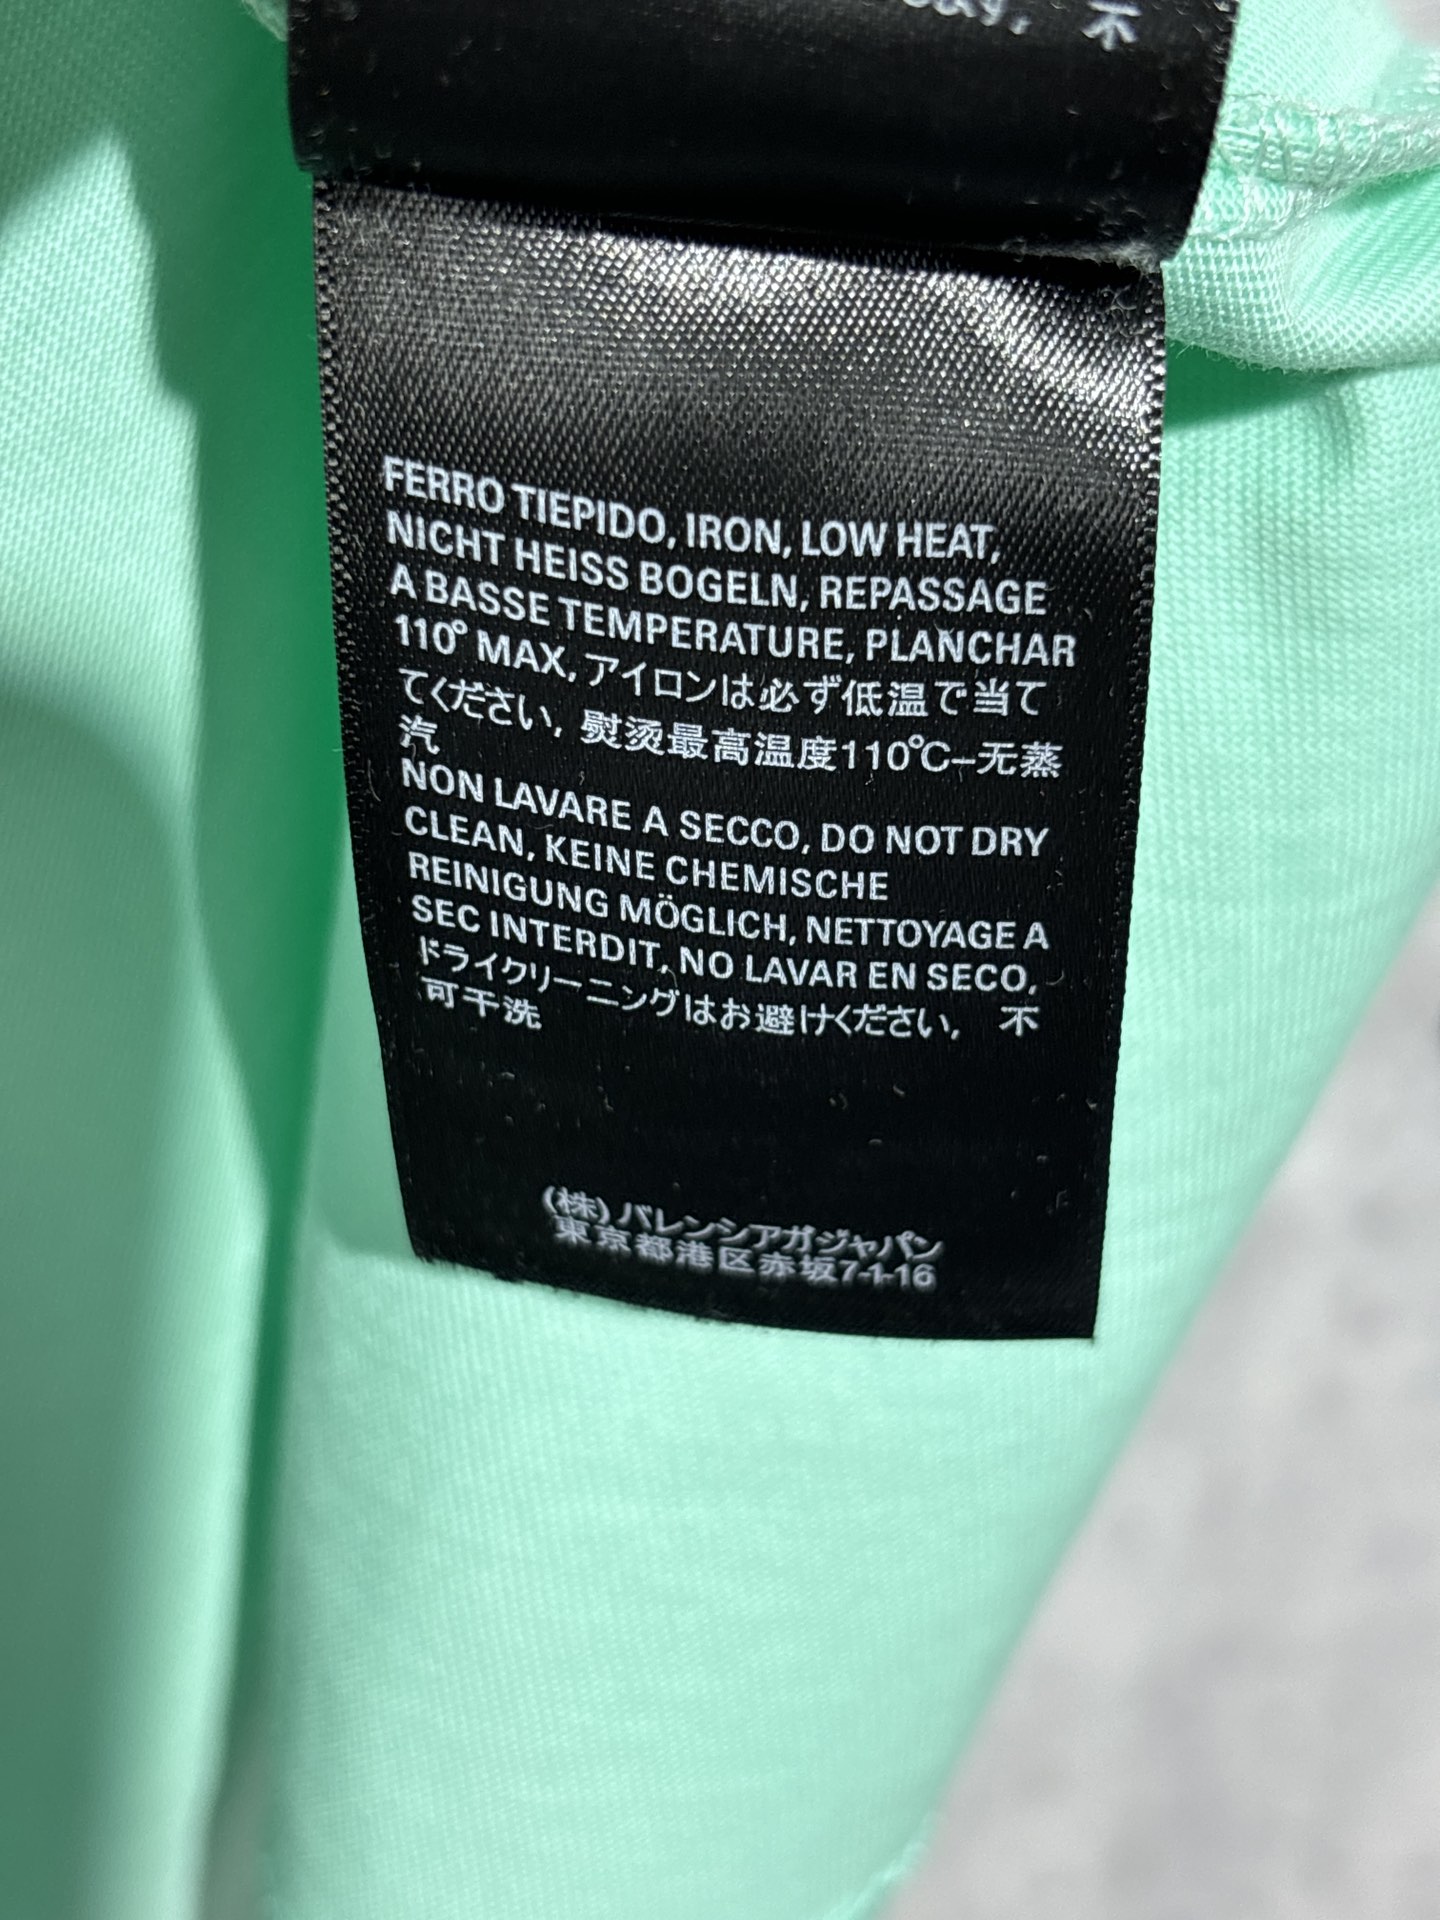 不
FERRO TIEPIDO, IRON, LOW HEAT,
NICHT HEISS BOGELN, REPASSAGE
A BASSE TEMPERATURE, PLANCHAR
110° MAX, アイロンは必ず低温で当て
てください, 熨烫最高温度110℃-无蒸
汽
NON LAVARE A SECCO, DO NOT DRY
CLEAN, KEINE CHEMISCHE
REINIGUNG MÖGLICH, NETTOYAGE A
SEC INTERDIT, NO LAVAR EN SECO,
ドライクリーニングはお避けください, 不
可干洗
(株)バレンシアガジャパン
東京都港区赤坂7-1-16